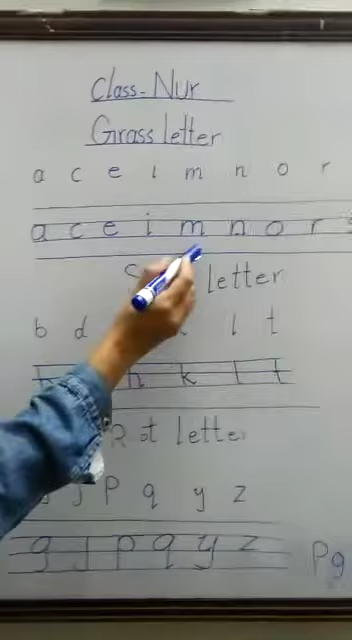 Class-Nur
Grass letter
a c e i m n o r
a c e i m n o r s
letter
b d l t
h k l t
letter
j p q y z
g j p q y z
Pg